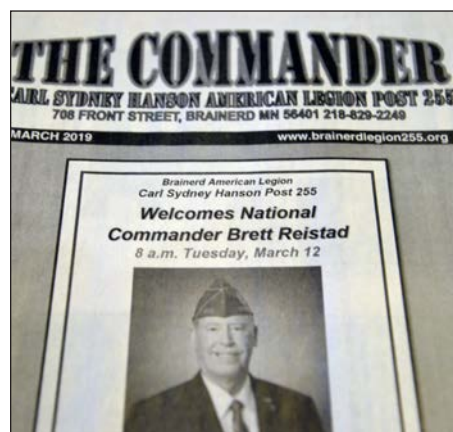 THE COMMANDER
CARL SYDNEY HANSON AMERICAN LEGION POST 255
708 FRONT STREET, BRAINERD MN 56401 218-829-2249
MARCH 2019 www.brainerdlegion255.org
Brainerd American Legion
Carl Sydney Hanson Post 255
Welcomes National
Commander Brett Reistad
8 a.m. Tuesday, March 12